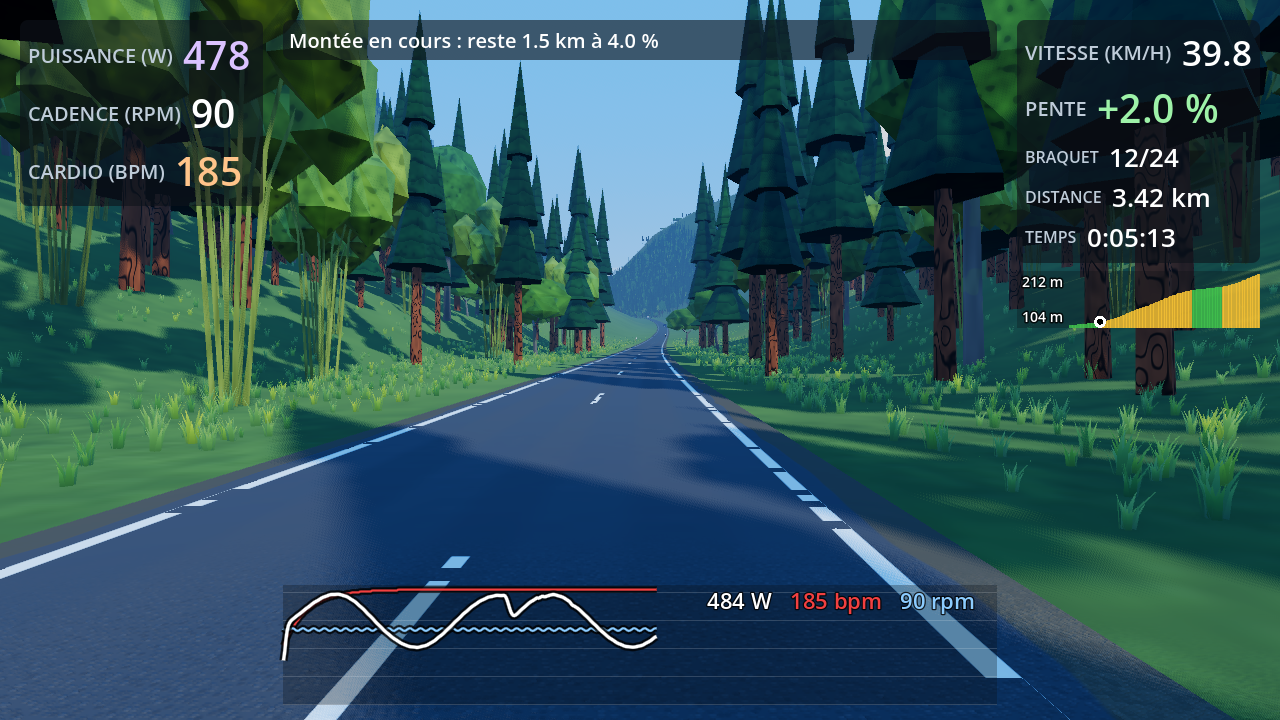 PUISSANCE (W) 478
CADENCE (RPM) 90
CARDIO (BPM) 185
Montée en cours : reste 1.5 km à 4.0 %
VITESSE (KM/H) 39.8
PENTE +2.0 %
BRAQUET 12/24
DISTANCE 3.42 km
TEMPS 0:05:13
212 m
104 m
484 W 185 bpm 90 rpm